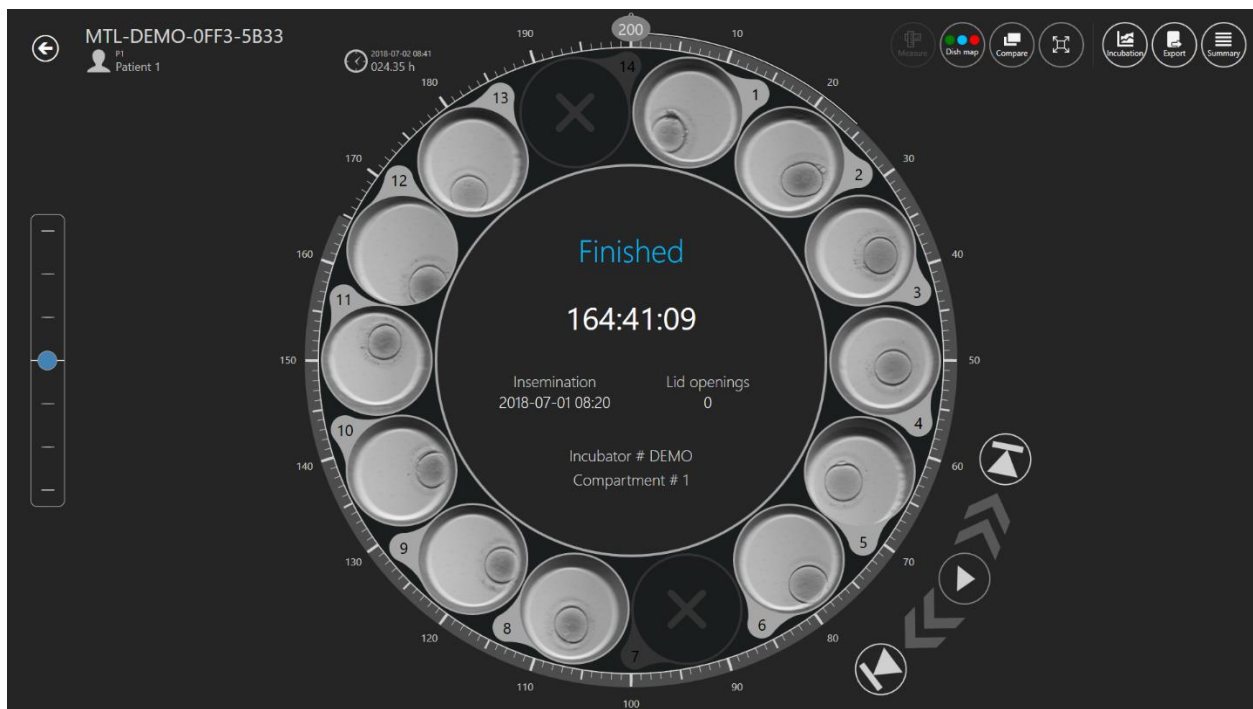 MTL-DEMO-0FF3-5B33
P1
Patient 1
2018-07-02 08:41
024.35 h
Measure
Dish map
Compare
Incubation
Export
Summary
200
10
20
30
40
50
60
70
80
90
100
110
120
130
140
150
160
170
180
190
1
2
3
4
5
6
7
8
9
10
11
12
13
14
Finished
164:41:09
Insemination
2018-07-01 08:20
Lid openings
0
Incubator # DEMO
Compartment # 1